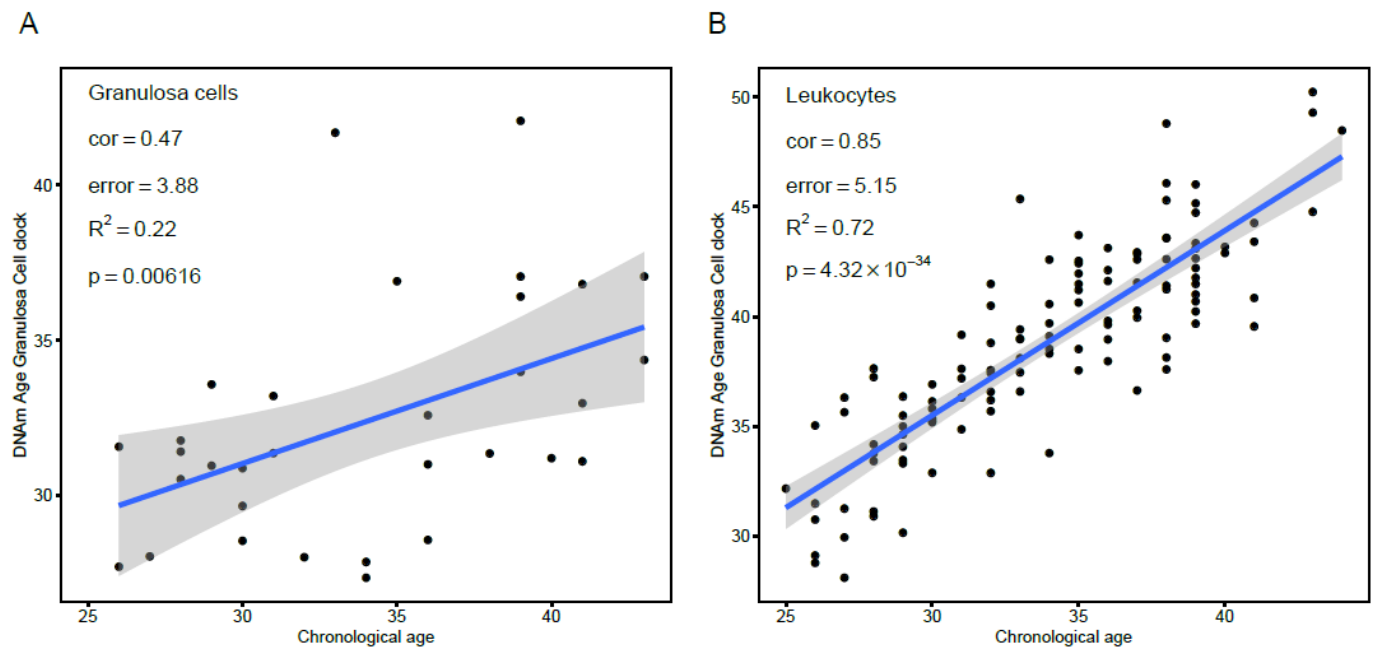 A
Granulosa cells
cor = 0.47
error = 3.88
R² = 0.22
p = 0.00616
DNAm Age Granulosa Cell clock
40
35
30
25 30 35 40
Chronological age
B
Leukocytes
cor = 0.85
error = 5.15
R² = 0.72
p = 4.32 × 10⁻³⁴
DNAm Age Granulosa Cell clock
50
45
40
35
30
25 30 35 40
Chronological age